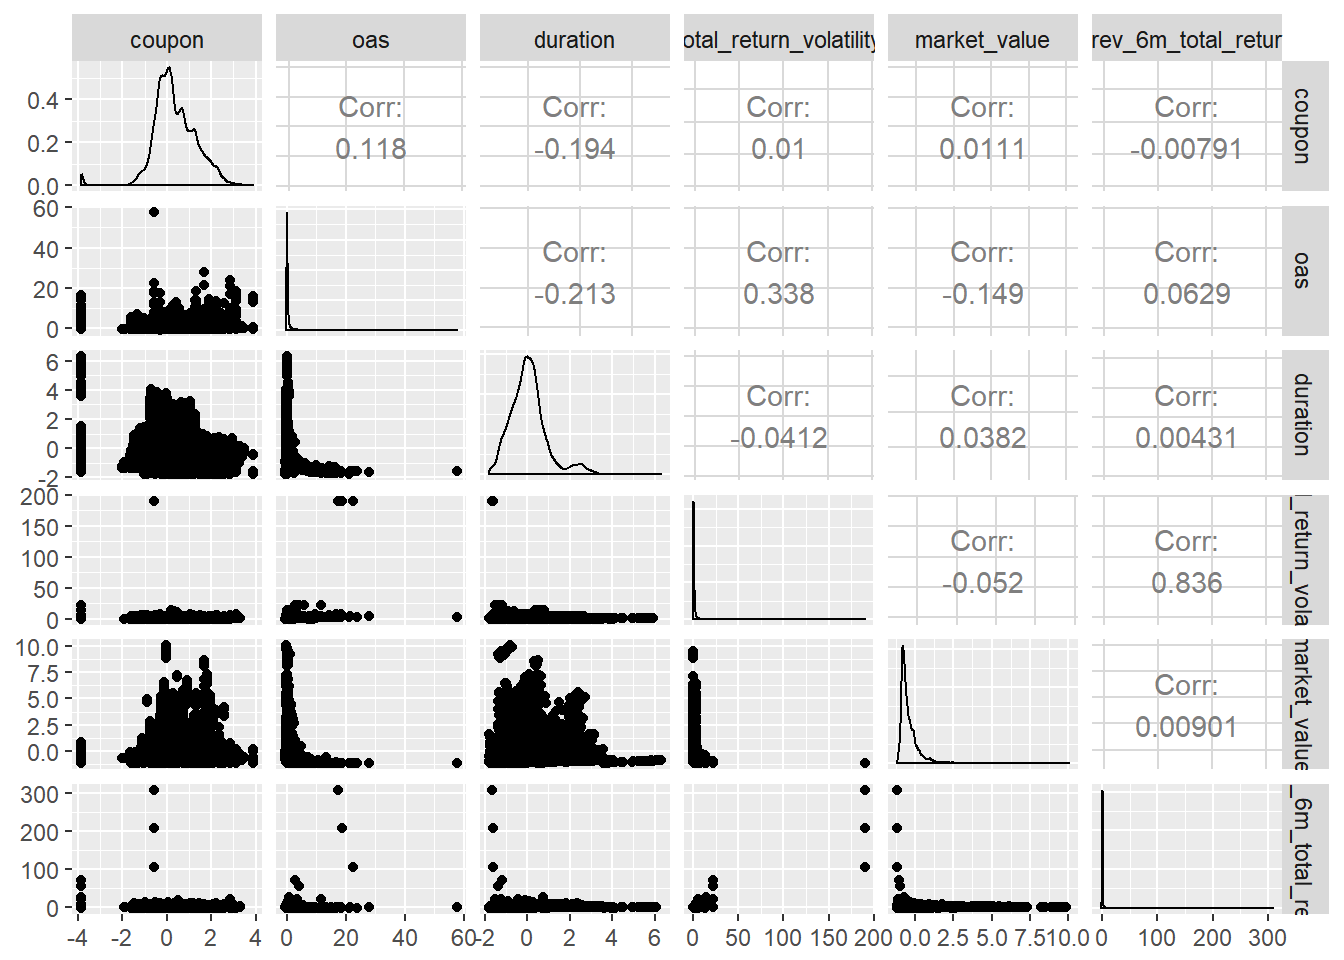 coupon oas duration otal_return_volatility market_value rev_6m_total_retur
0.4
0.2
0.0
Corr:
0.118
Corr:
-0.194
Corr:
0.01
Corr:
0.0111
Corr:
-0.00791
coupon
60
40
20
0
Corr:
-0.213
Corr:
0.338
Corr:
-0.149
Corr:
0.0629
oas
6
4
2
0
-2
Corr:
-0.0412
Corr:
0.0382
Corr:
0.00431
duration
200
150
100
50
0
Corr:
-0.052
Corr:
0.836
l_return_vola
10.0
7.5
5.0
2.5
0.0
Corr:
0.00901
market_value
300
200
100
0
_6m_total_re
-4 -2 0 2 4
0 20 40 60
-2 0 2 4 6
0 50 100 150 200
0.0 2.5 5.0 7.5 10.0
0 100 200 300